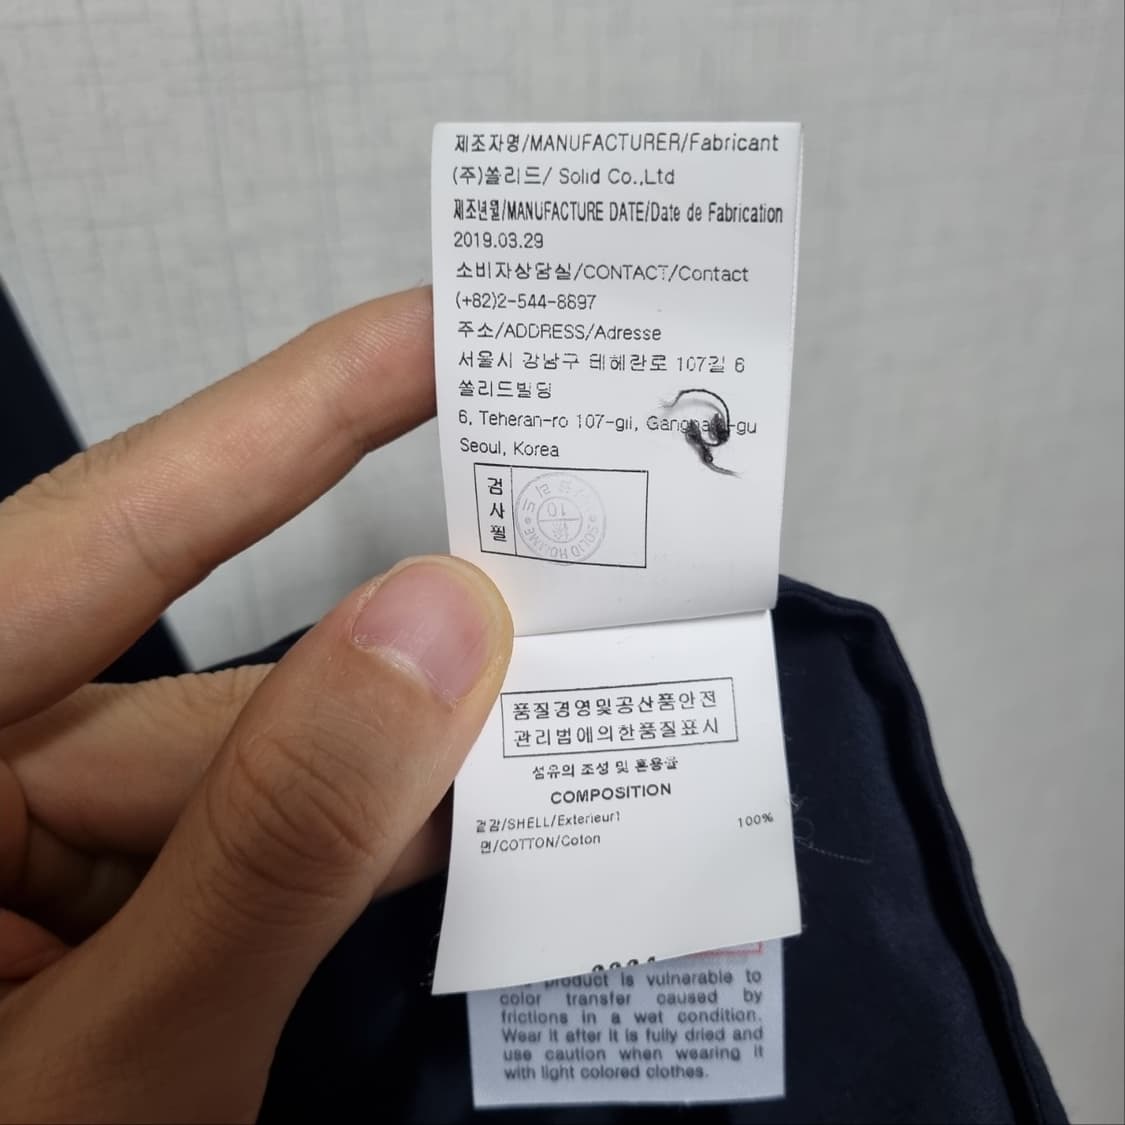 제조자명/MANUFACTURER/Fabricant
(주)쏠리드/ Solid Co.,Ltd
제조년월/MANUFACTURE DATE/Date de Fabrication
2019.03.29
소비자상담실/CONTACT/Contact
(+82)2-544-8697
주소/ADDRESS/Adresse
서울시 강남구 테헤란로 107길 6
쏠리드빌딩
6, Teheran-ro 107-gil, -gu
Seoul, Korea
검
사
필
SOLID HOMME
10
품질경영및공산품안전
관리법에의한품질표시
섬유의 조성 및 혼용율
COMPOSITION
겉감/SHELL/Exterieur1
면/COTTON/Coton 100%
product is vulnerable to
color transfer caused by
frictions in a wet condition.
Wear it after it is fully dried and
use caution when wearing it
with light colored clothes.